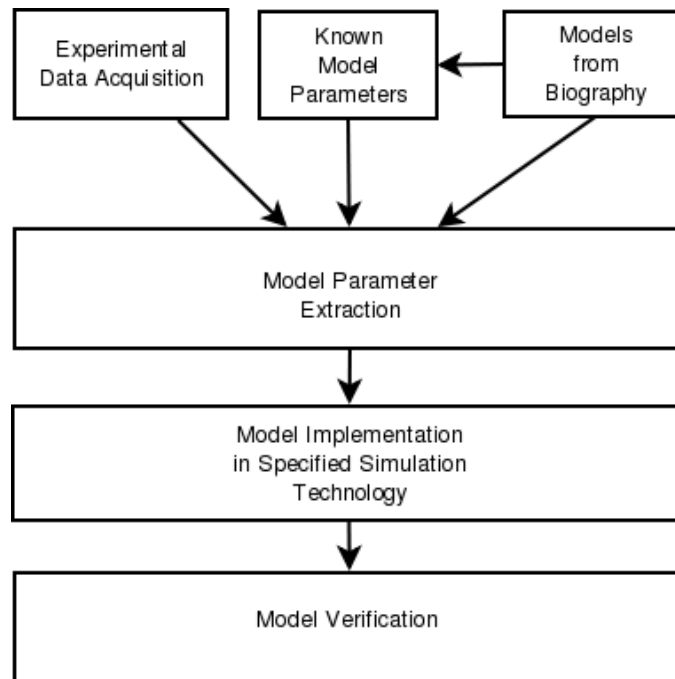 Experimental
Data Acquisition
Known
Model
Parameters
Models
from
Biography
Model Parameter
Extraction
Model Implementation
in Specified Simulation
Technology
Model Verification